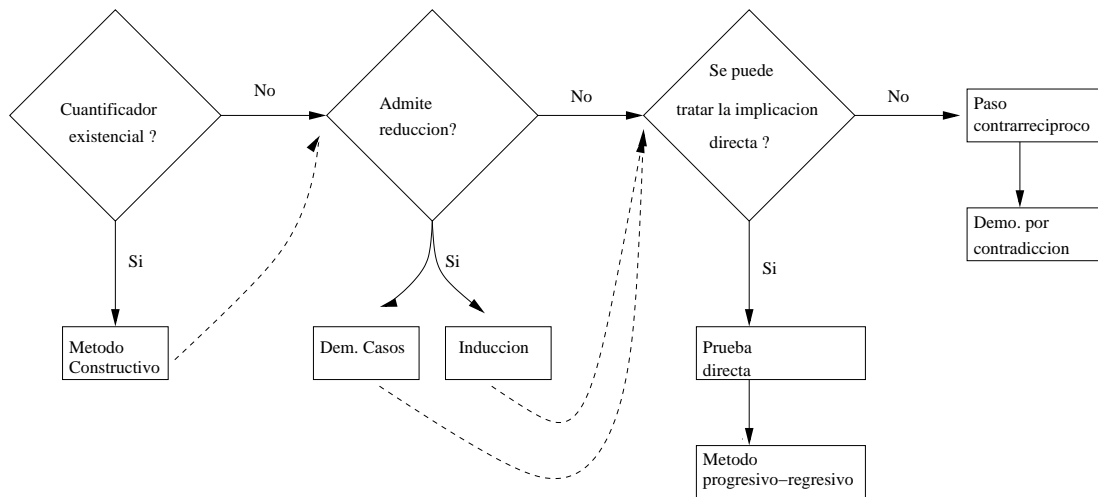 Cuantificador
existencial ?
No
Si
Metodo
Constructivo
Admite
reduccion?
No
Si
Dem. Casos
Induccion
Se puede
tratar la implicacion
directa ?
No
Si
Prueba
directa
Metodo
progresivo−regresivo
Paso
contrarreciproco
Demo. por
contradiccion